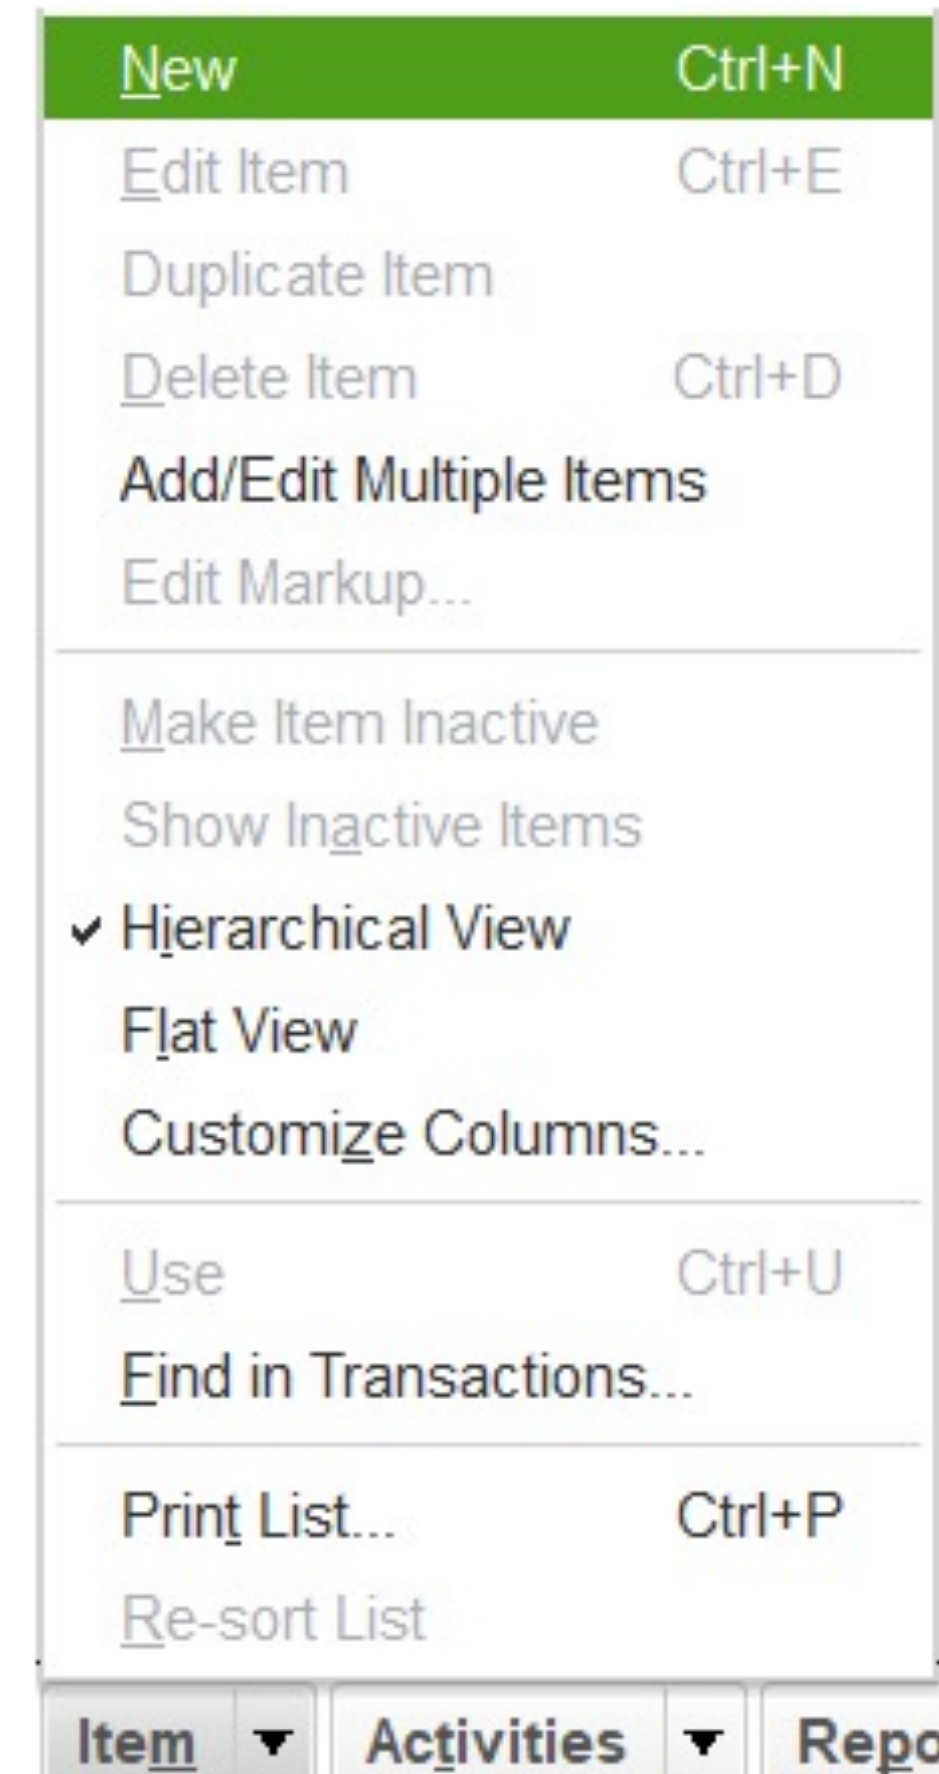 New Ctrl+N
Edit Item Ctrl+E
Duplicate Item
Delete Item Ctrl+D
Add/Edit Multiple Items
Edit Markup...
Make Item Inactive
Show Inactive Items
Hierarchical View
Flat View
Customize Columns...
Use Ctrl+U
Find in Transactions...
Print List... Ctrl+P
Re-sort List
Item Activities Repo